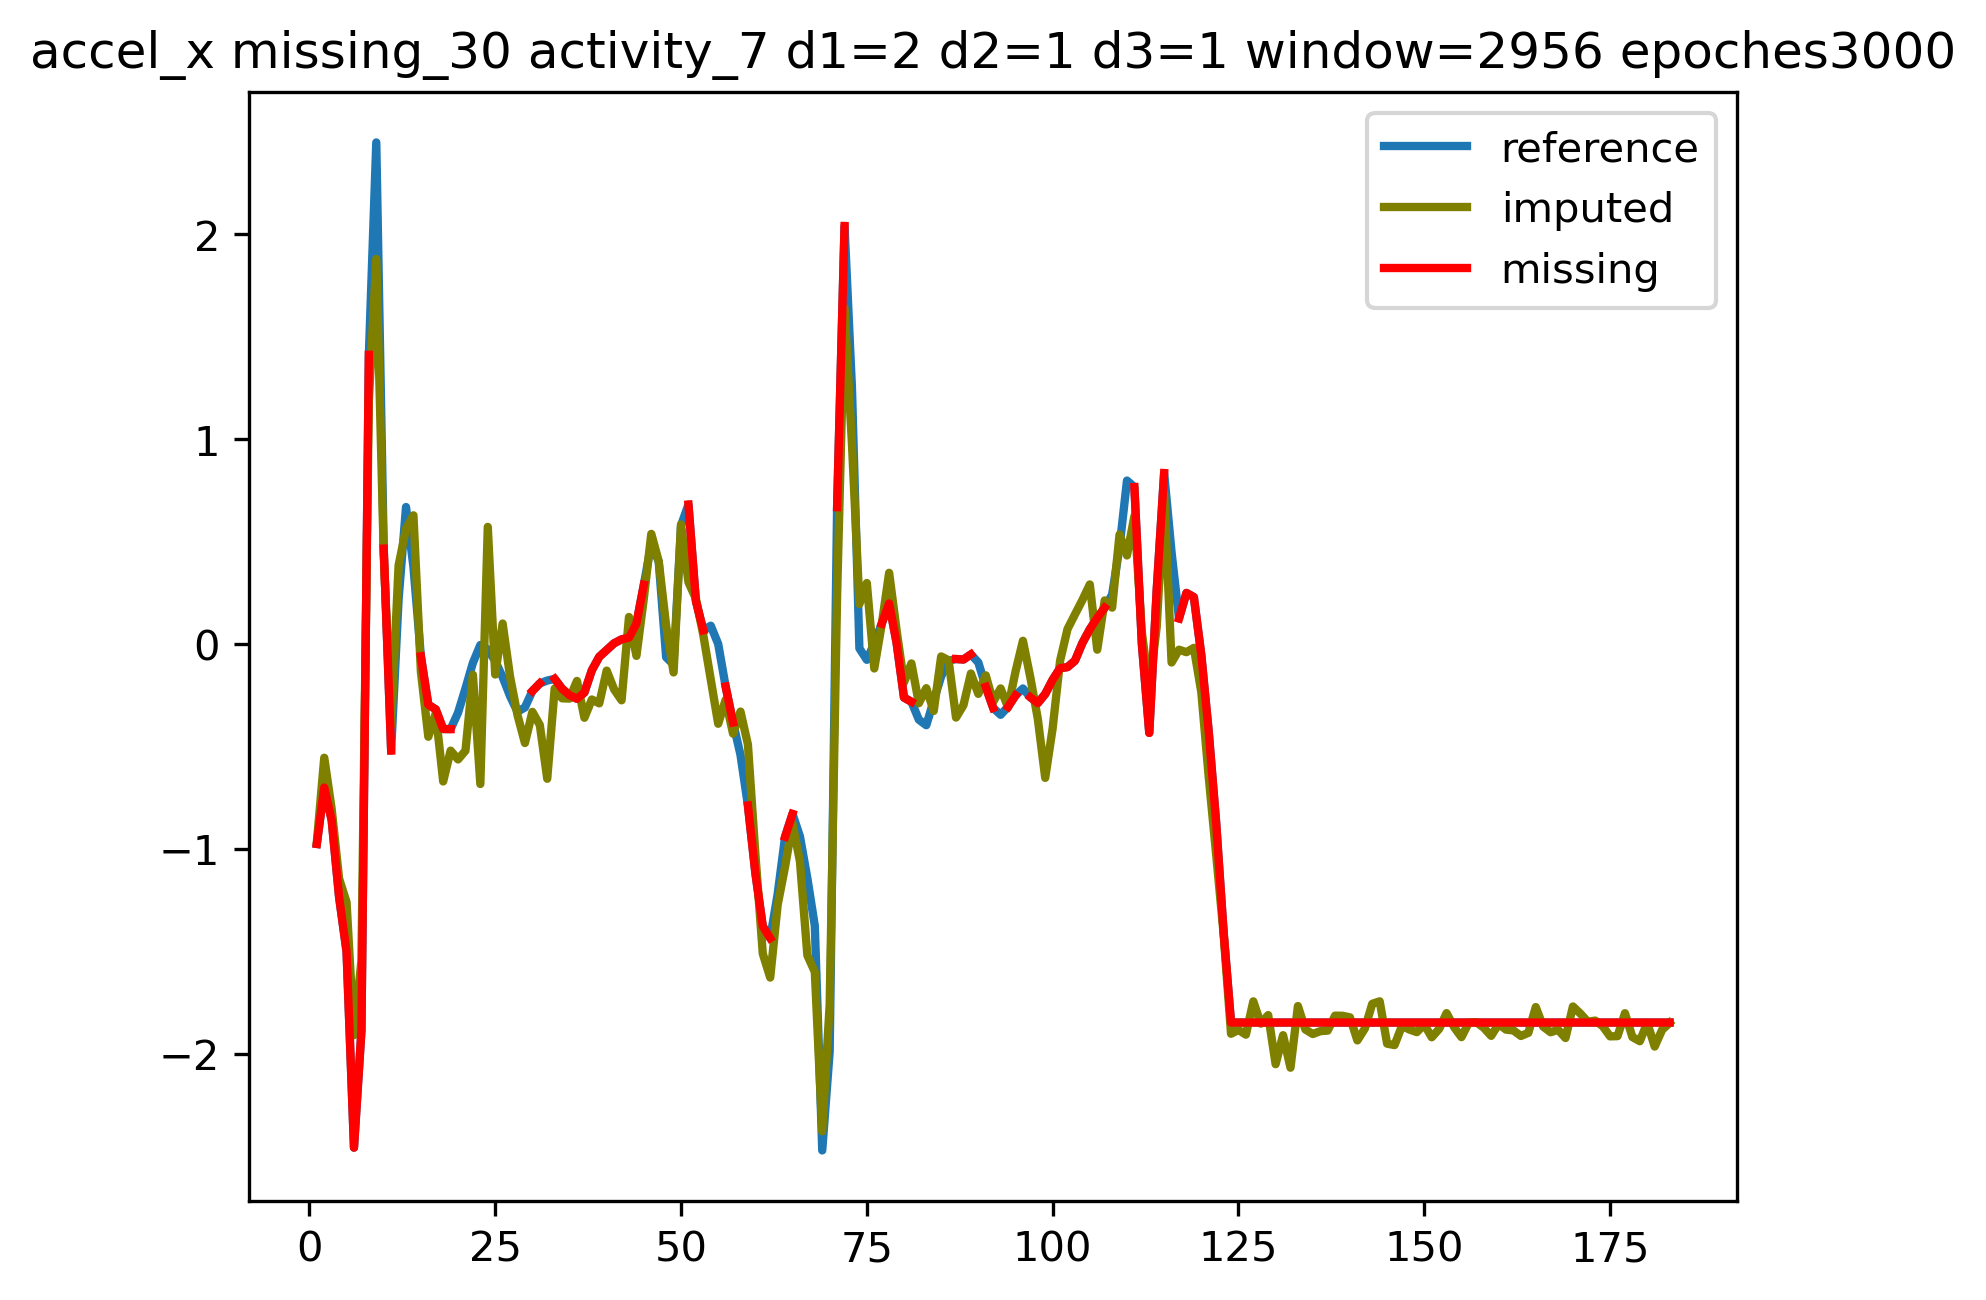 accel_x missing_30 activity_7 d1=2 d2=1 d3=1 window=2956 epoches3000
reference
imputed
missing
2
1
0
−1
−2
0 25 50 75 100 125 150 175